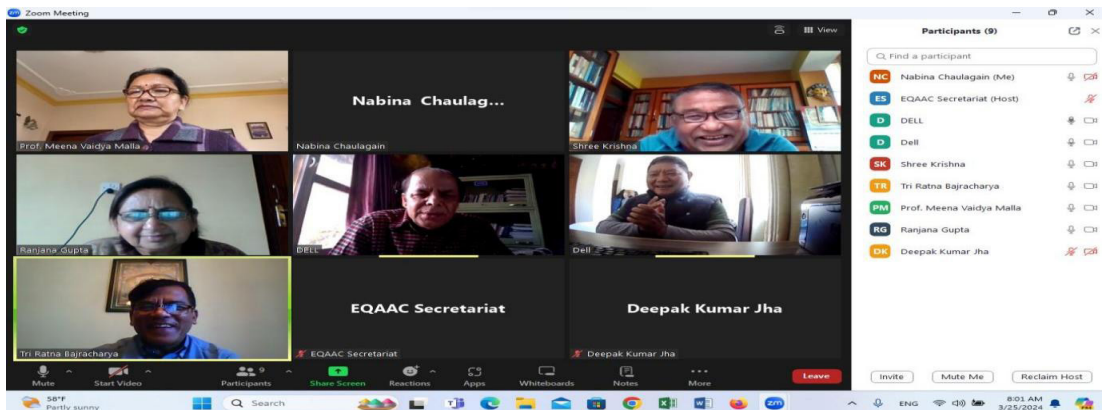 Zoom Meeting
View
Prof. Meena Vaidya Malla
Nabina Chaulag...
Nabina Chaulagain
Shree Krishna
Ranjana Gupta
DELL
Dell
Tri Ratna Bajracharya
EQAAC Secretariat
EQAAC Secretariat
Deepak Kumar Jha
Deepak Kumar Jha
Mute
Start Video
9
Participants
Share Screen
Reactions
Apps
Whiteboards
Notes
More
Leave
Participants (9)
Find a participant
NC Nabina Chaulagain (Me)
ES EQAAC Secretariat (Host)
D DELL
D Dell
SK Shree Krishna
TR Tri Ratna Bajracharya
PM Prof. Meena Vaidya Malla
RG Ranjana Gupta
DK Deepak Kumar Jha
Invite Mute Me Reclaim Host
58°F
Partly sunny
Search
zm
ENG
8:01 AM
3/25/2024